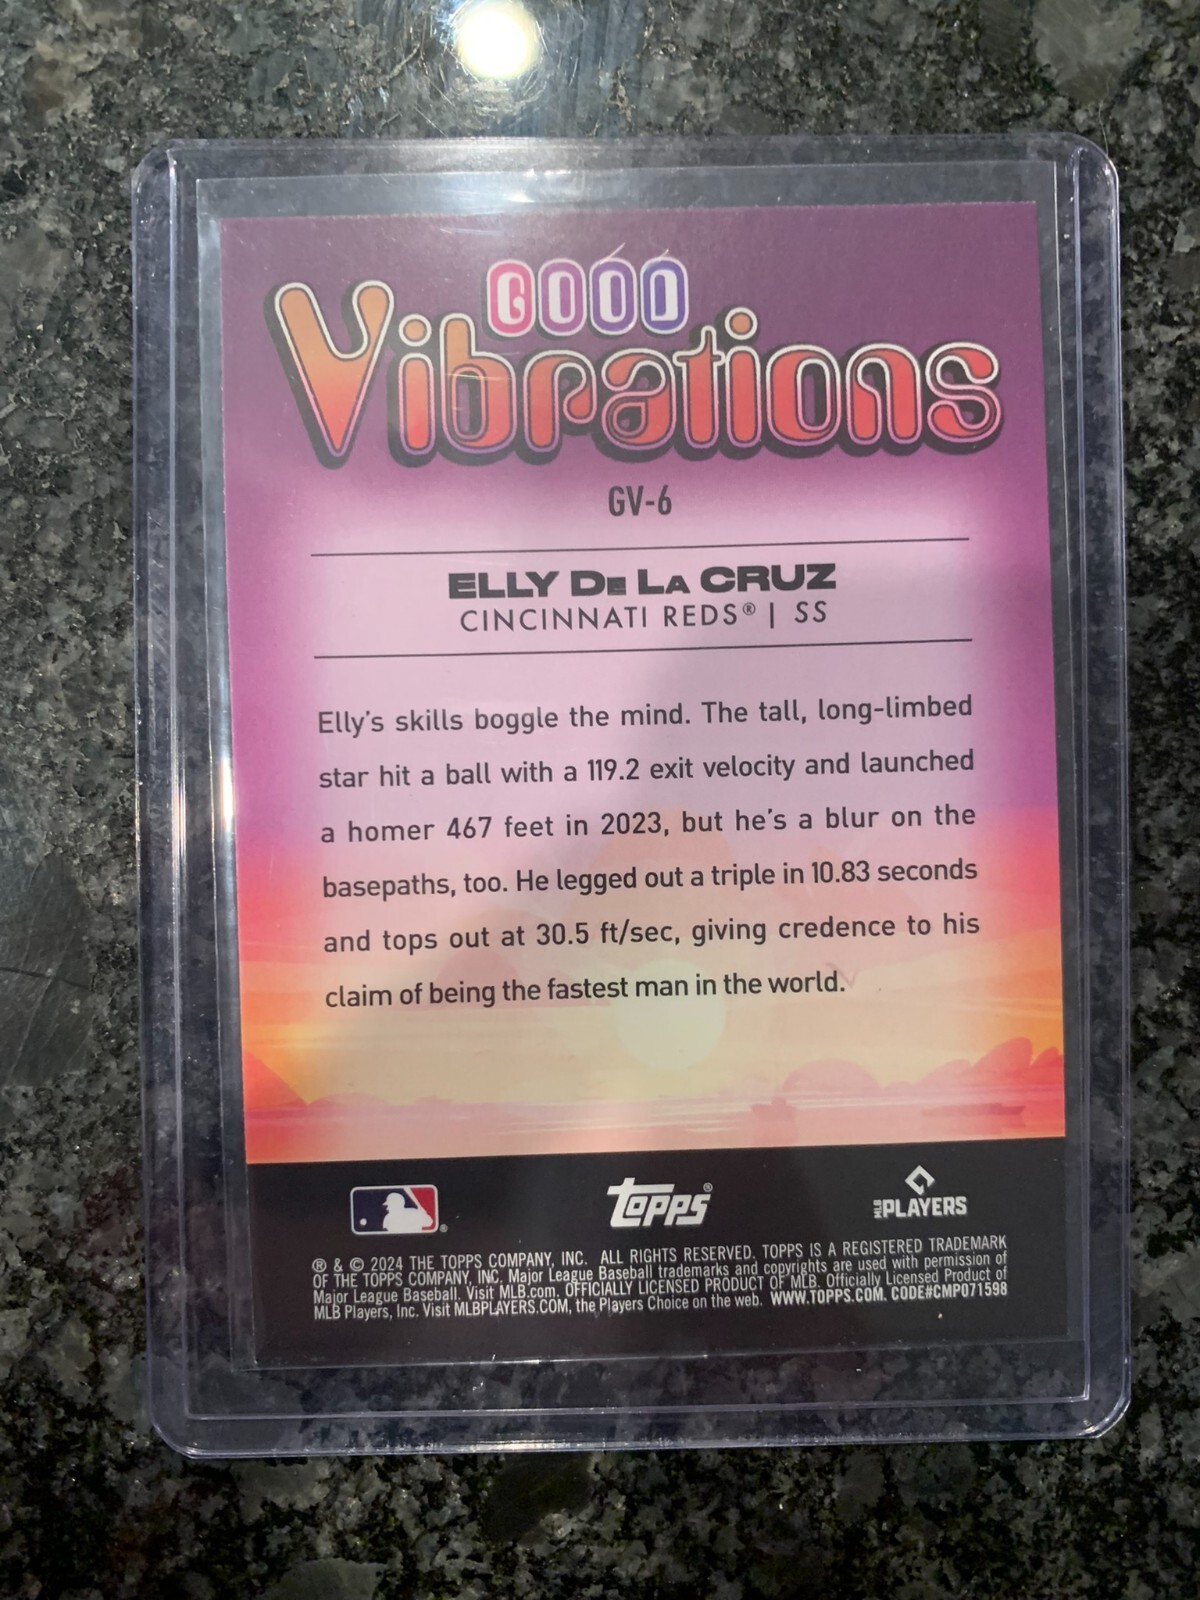 GOOD
Vibrations
GV-6
ELLY DE LA CRUZ
CINCINNATI REDS® | SS
Elly's skills boggle the mind. The tall, long-limbed
star hit a ball with a 119.2 exit velocity and launched
a homer 467 feet in 2023, but he's a blur on the
basepaths, too. He legged out a triple in 10.83 seconds
and tops out at 30.5 ft/sec, giving credence to his
claim of being the fastest man in the world.
® TOPPS® MLB PLAYERS
® & © 2024 THE TOPPS COMPANY, INC. ALL RIGHTS RESERVED. TOPPS IS A REGISTERED TRADEMARK
OF THE TOPPS COMPANY, INC. Major League Baseball trademarks and copyrights are used with permission of
Major League Baseball. Visit MLB.com. OFFICIALLY LICENSED PRODUCT OF MLB. Officially Licensed Product of
MLB Players, Inc. Visit MLBPLAYERS.COM, the Players Choice on the web. WWW.TOPPS.COM. CODE#CMP071598